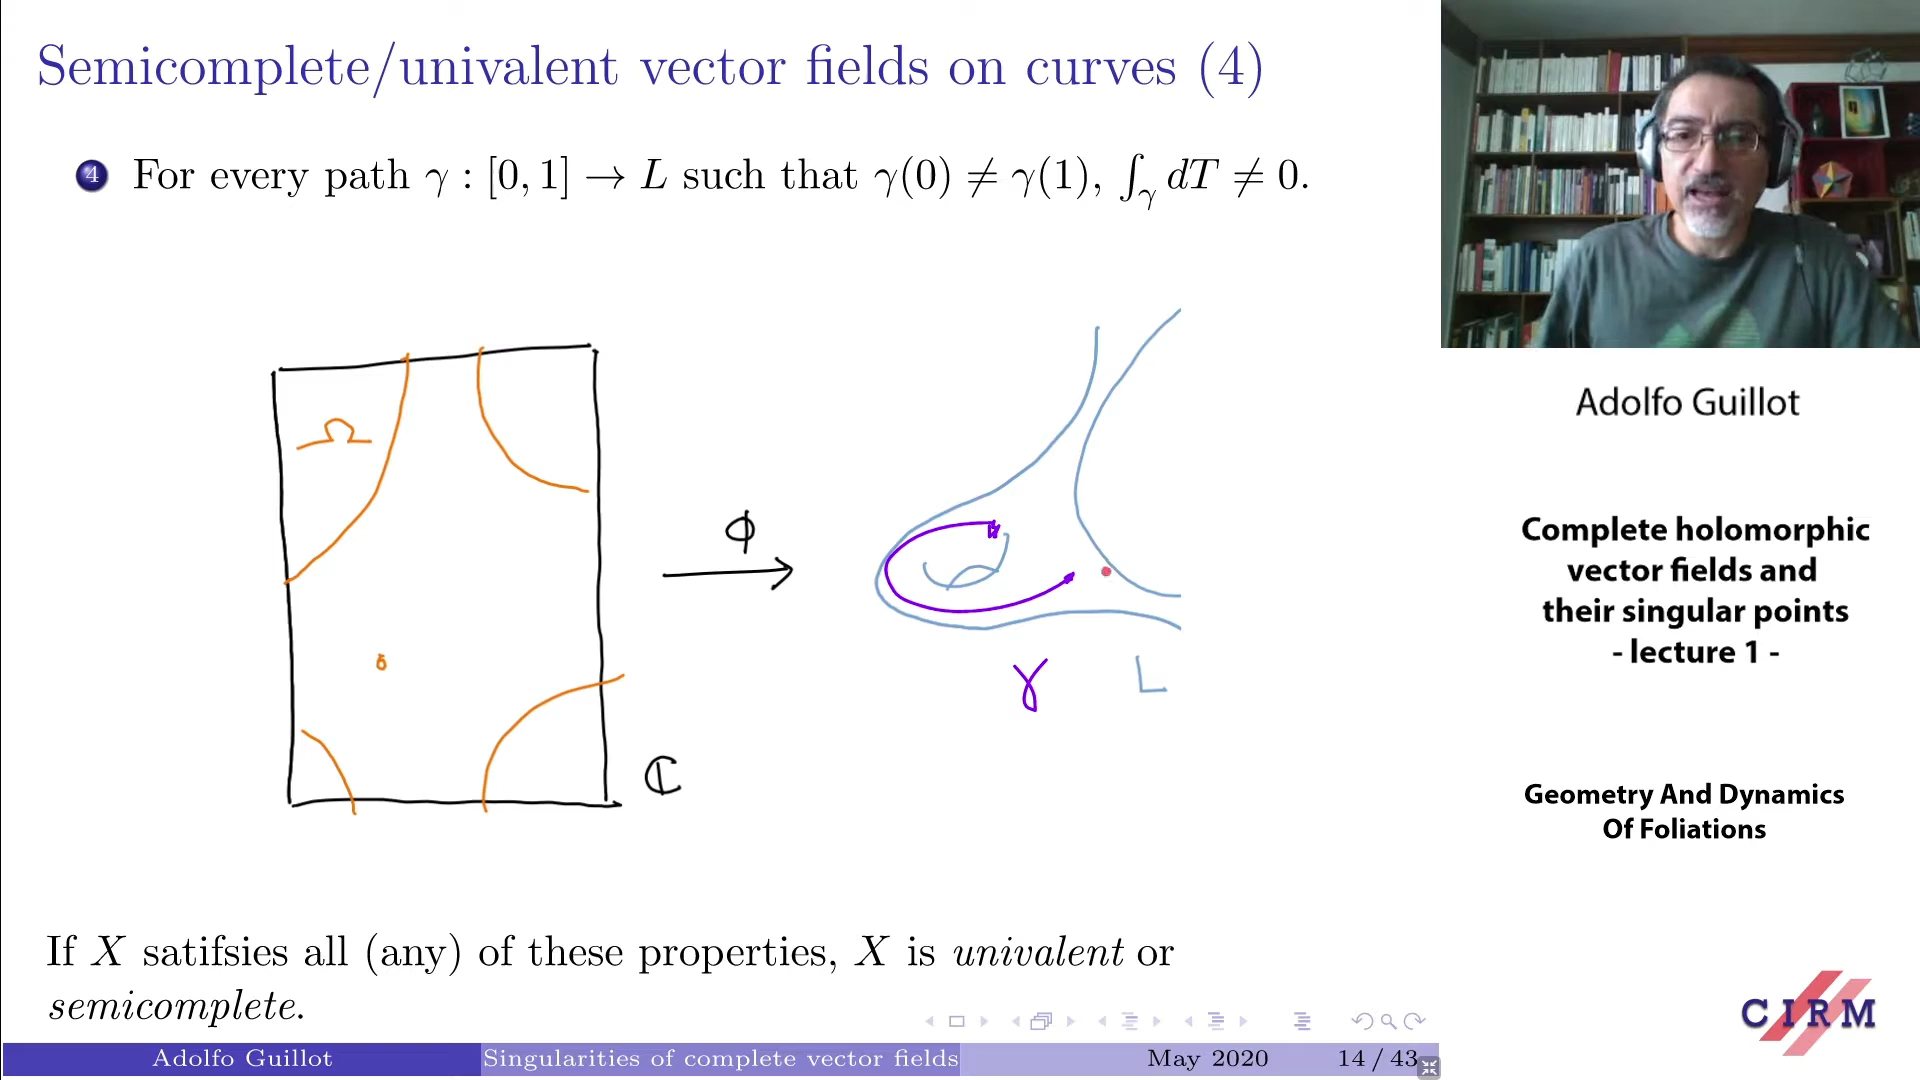 Semicomplete/univalent vector fields on curves (4)
4 For every path γ : [0, 1] → L such that γ(0) ≠ γ(1), ∫γ dT ≠ 0.
Ω
0
ϕ
γ
L
ℂ
If X satifsies all (any) of these properties, X is univalent or
semicomplete.
Adolfo Guillot
Singularities of complete vector fields
May 2020
14 / 43
Adolfo Guillot
Complete holomorphic
vector fields and
their singular points
- lecture 1 -
Geometry And Dynamics
Of Foliations
CIRM